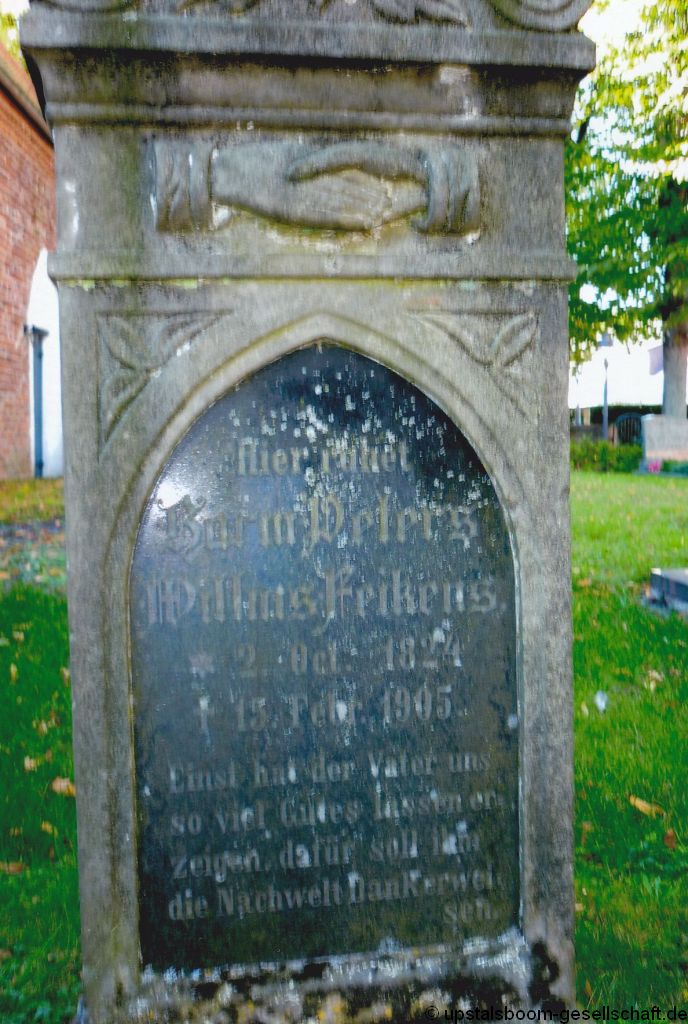 Hier ruhet
Harm Peters
Willms Feikens.
* 2. Oct. 1824
† 15. Febr. 1905.
Einst hat der Vater uns
so viel Gutes lassen er-
zeigen, dafür soll ihm
die Nachwelt Dank erwei-
sen.
© upstalsboom-gesellschaft.de